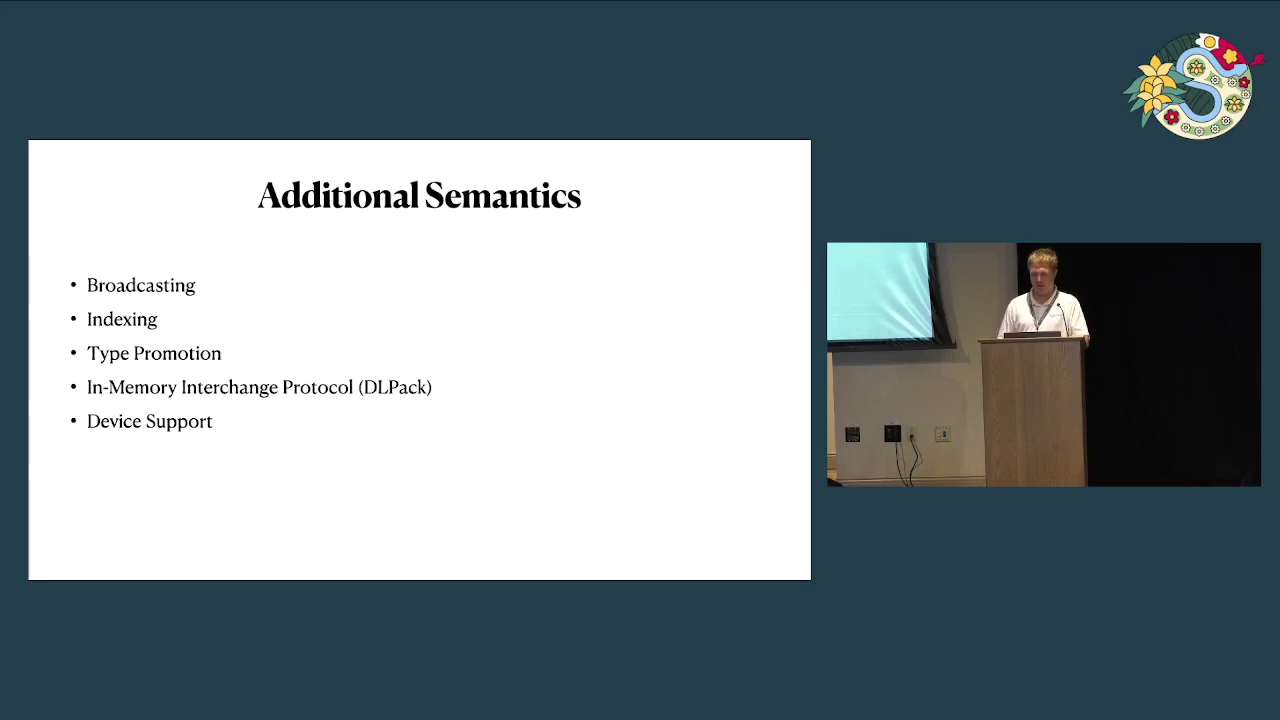 Additional Semantics
• Broadcasting
• Indexing
• Type Promotion
• In-Memory Interchange Protocol (DLPack)
• Device Support